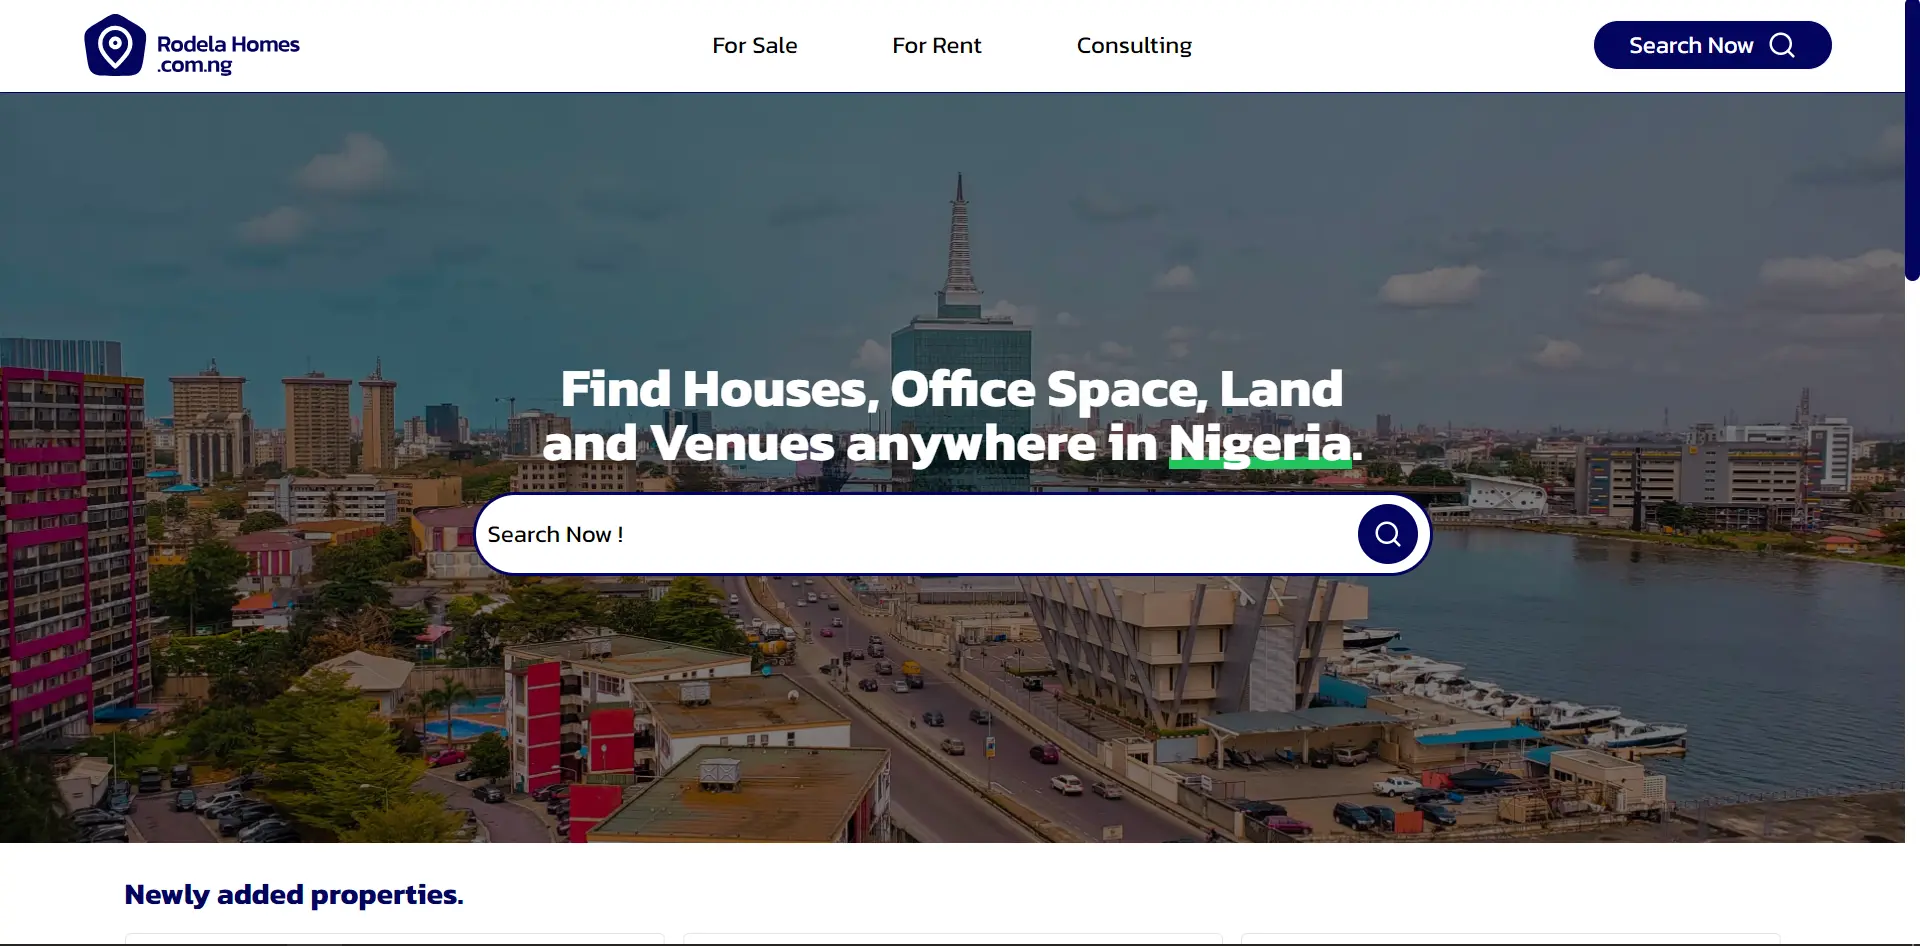 Rodela Homes
.com.ng
For Sale
For Rent
Consulting
Search Now
Find Houses, Office Space, Land
and Venues anywhere in Nigeria.
Search Now !
Newly added properties.